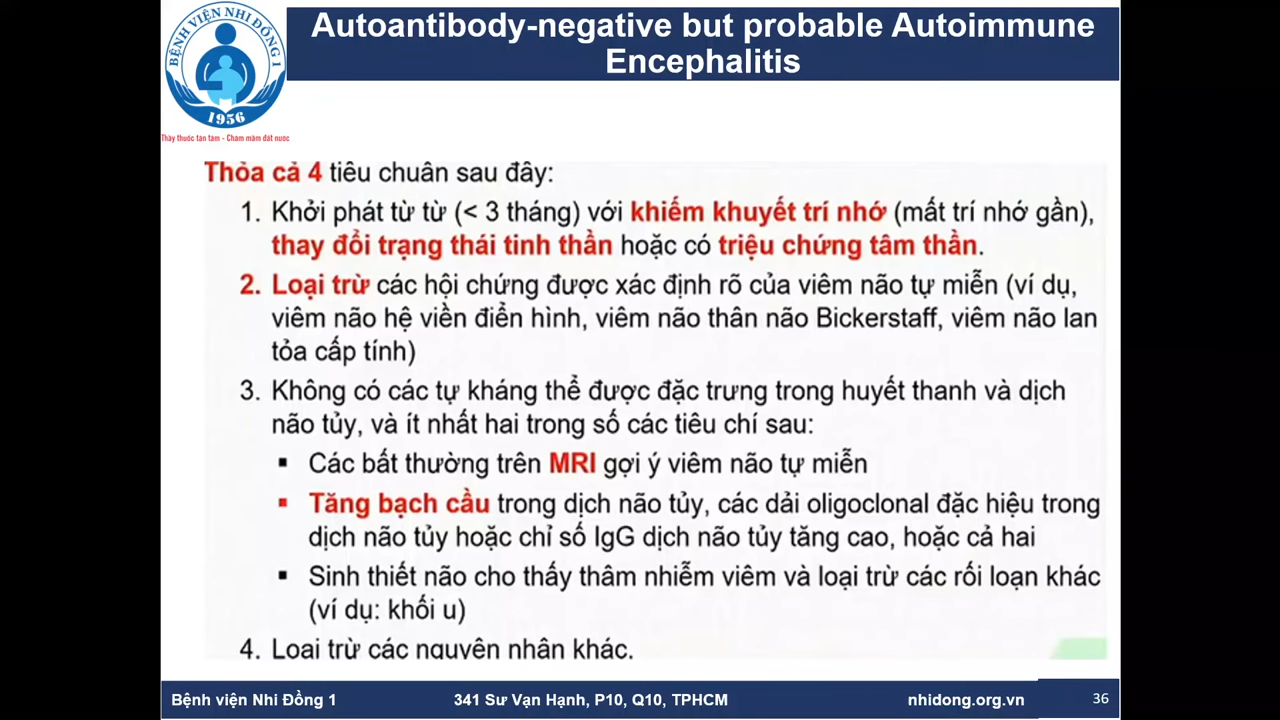 BỆNH VIỆN NHI ĐỒNG 1
1956
Thầy thuốc tận tâm - Chăm mầm đất nước
Autoantibody-negative but probable Autoimmune
Encephalitis
Thỏa cả 4 tiêu chuẩn sau đây:
1. Khởi phát từ từ (< 3 tháng) với khiếm khuyết trí nhớ (mất trí nhớ gần),
thay đổi trạng thái tinh thần hoặc có triệu chứng tâm thần.
2. Loại trừ các hội chứng được xác định rõ của viêm não tự miễn (ví dụ,
viêm não hệ viền điển hình, viêm não thân não Bickerstaff, viêm não lan
tỏa cấp tính)
3. Không có các tự kháng thể được đặc trưng trong huyết thanh và dịch
não tủy, và ít nhất hai trong số các tiêu chí sau:
▪ Các bất thường trên MRI gợi ý viêm não tự miễn
▪ Tăng bạch cầu trong dịch não tủy, các dải oligoclonal đặc hiệu trong
dịch não tủy hoặc chỉ số IgG dịch não tủy tăng cao, hoặc cả hai
▪ Sinh thiết não cho thấy thâm nhiễm viêm và loại trừ các rối loạn khác
(ví dụ: khối u)
4. Loại trừ các nguyên nhân khác.
Bệnh viện Nhi Đồng 1 341 Sư Vạn Hạnh, P10, Q10, TPHCM nhidong.org.vn 36